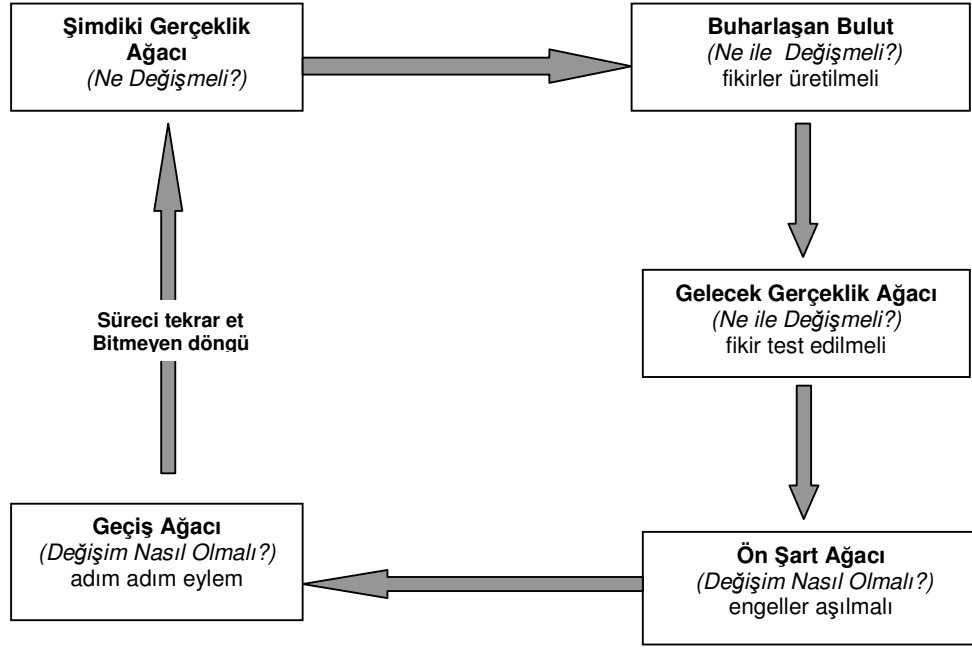 Şimdiki Gerçeklik
Ağacı
(Ne Değişmeli?)
Buharlaşan Bulut
(Ne ile Değişmeli?)
fikirler üretilmeli
Gelecek Gerçeklik Ağacı
(Ne ile Değişmeli?)
fikir test edilmeli
Ön Şart Ağacı
(Değişim Nasıl Olmalı?)
engeller aşılmalı
Geçiş Ağacı
(Değişim Nasıl Olmalı?)
adım adım eylem
Süreci tekrar et
Bitmeyen döngü